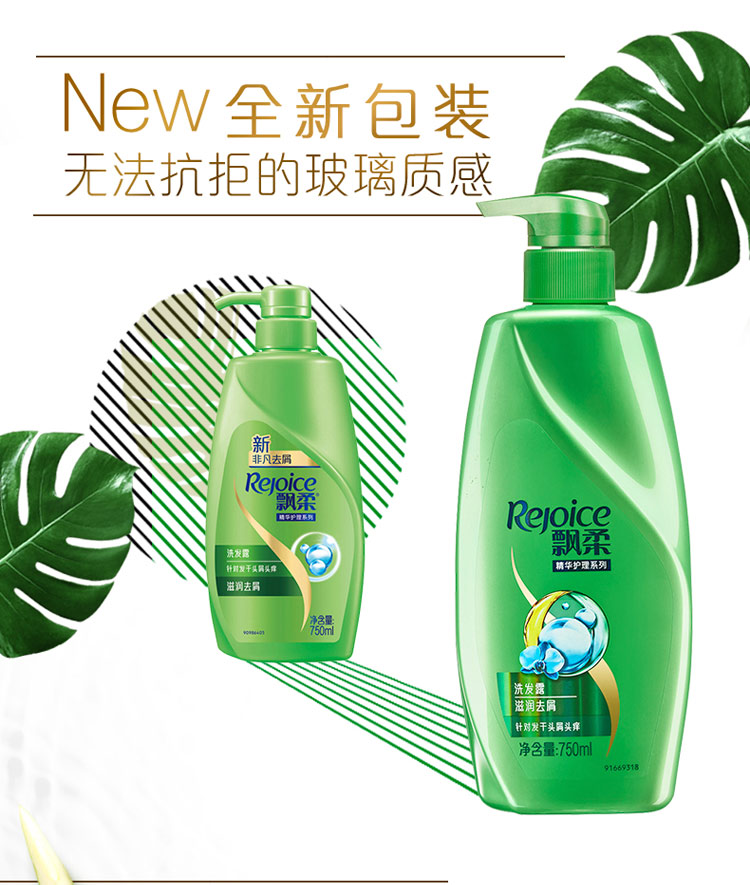 New 全新包装
无法抗拒的玻璃质感
新
非凡去屑
Rejoice
飘柔®
精华护理系列
洗发露
针对发干头屑头痒
滋润去屑
净含量:
750ml
90986403
Rejoice
飘柔
精华护理系列
洗发露
滋润去屑
针对发干头屑头痒
净含量:750ml
91669318